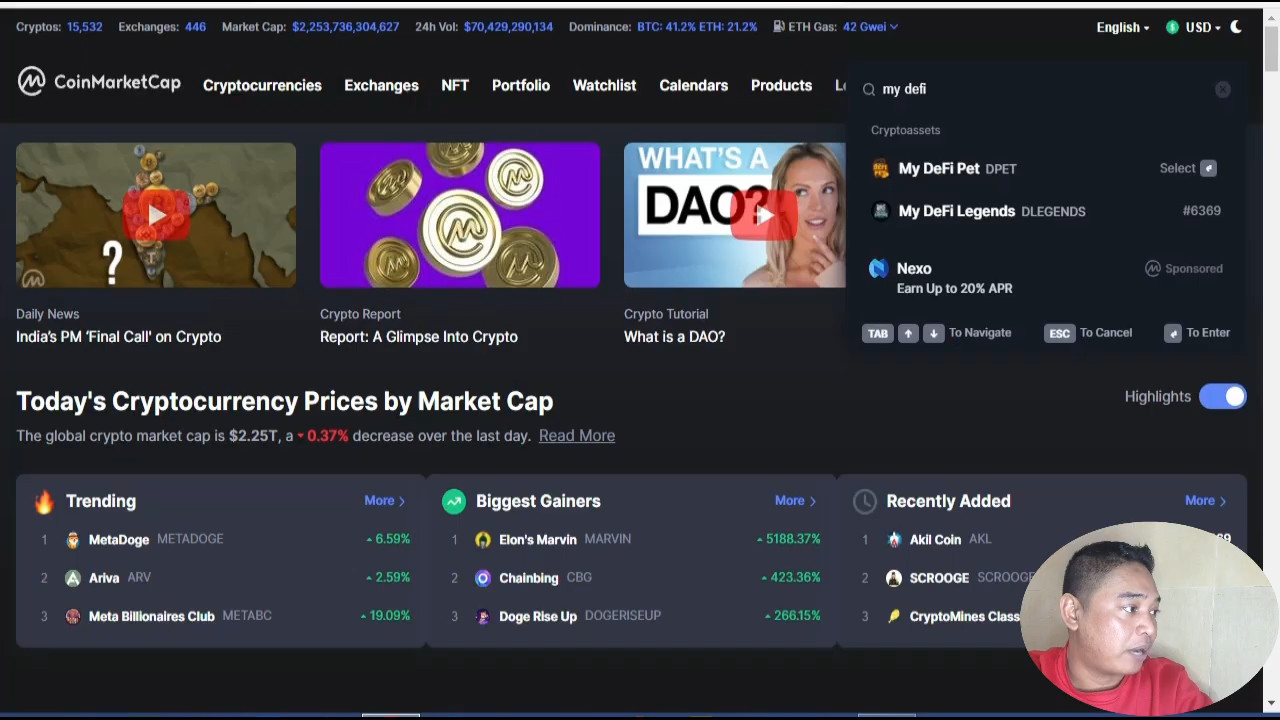 Cryptos: 15,532 Exchanges: 446 Market Cap: $2,253,736,304,627 24h Vol: $70,429,290,134 Dominance: BTC: 41.2% ETH: 21.2% ETH Gas: 42 Gwei English USD
CoinMarketCap Cryptocurrencies Exchanges NFT Portfolio Watchlist Calendars Products
my defi
Cryptoassets
My DeFi Pet DPET Select
My DeFi Legends DLEGENDS #6369
Nexo Sponsored
Earn Up to 20% APR
TAB To Navigate ESC To Cancel To Enter
?
WHAT'S A
DAO?
Daily News
India's PM 'Final Call' on Crypto
Crypto Report
Report: A Glimpse Into Crypto
Crypto Tutorial
What is a DAO?
Today's Cryptocurrency Prices by Market Cap
Highlights
The global crypto market cap is $2.25T, a 0.37% decrease over the last day. Read More
Trending More
1 MetaDoge METADOGE 6.59%
2 Ariva ARV 2.59%
3 Meta Billionaires Club METABC 19.09%
Biggest Gainers More
1 Elon's Marvin MARVIN 5188.37%
2 Chainbing CBG 423.36%
3 Doge Rise Up DOGERISEUP 266.15%
Recently Added More
1 Akil Coin AKL
2 SCROOGE SCROOGE
3 CryptoMines Class